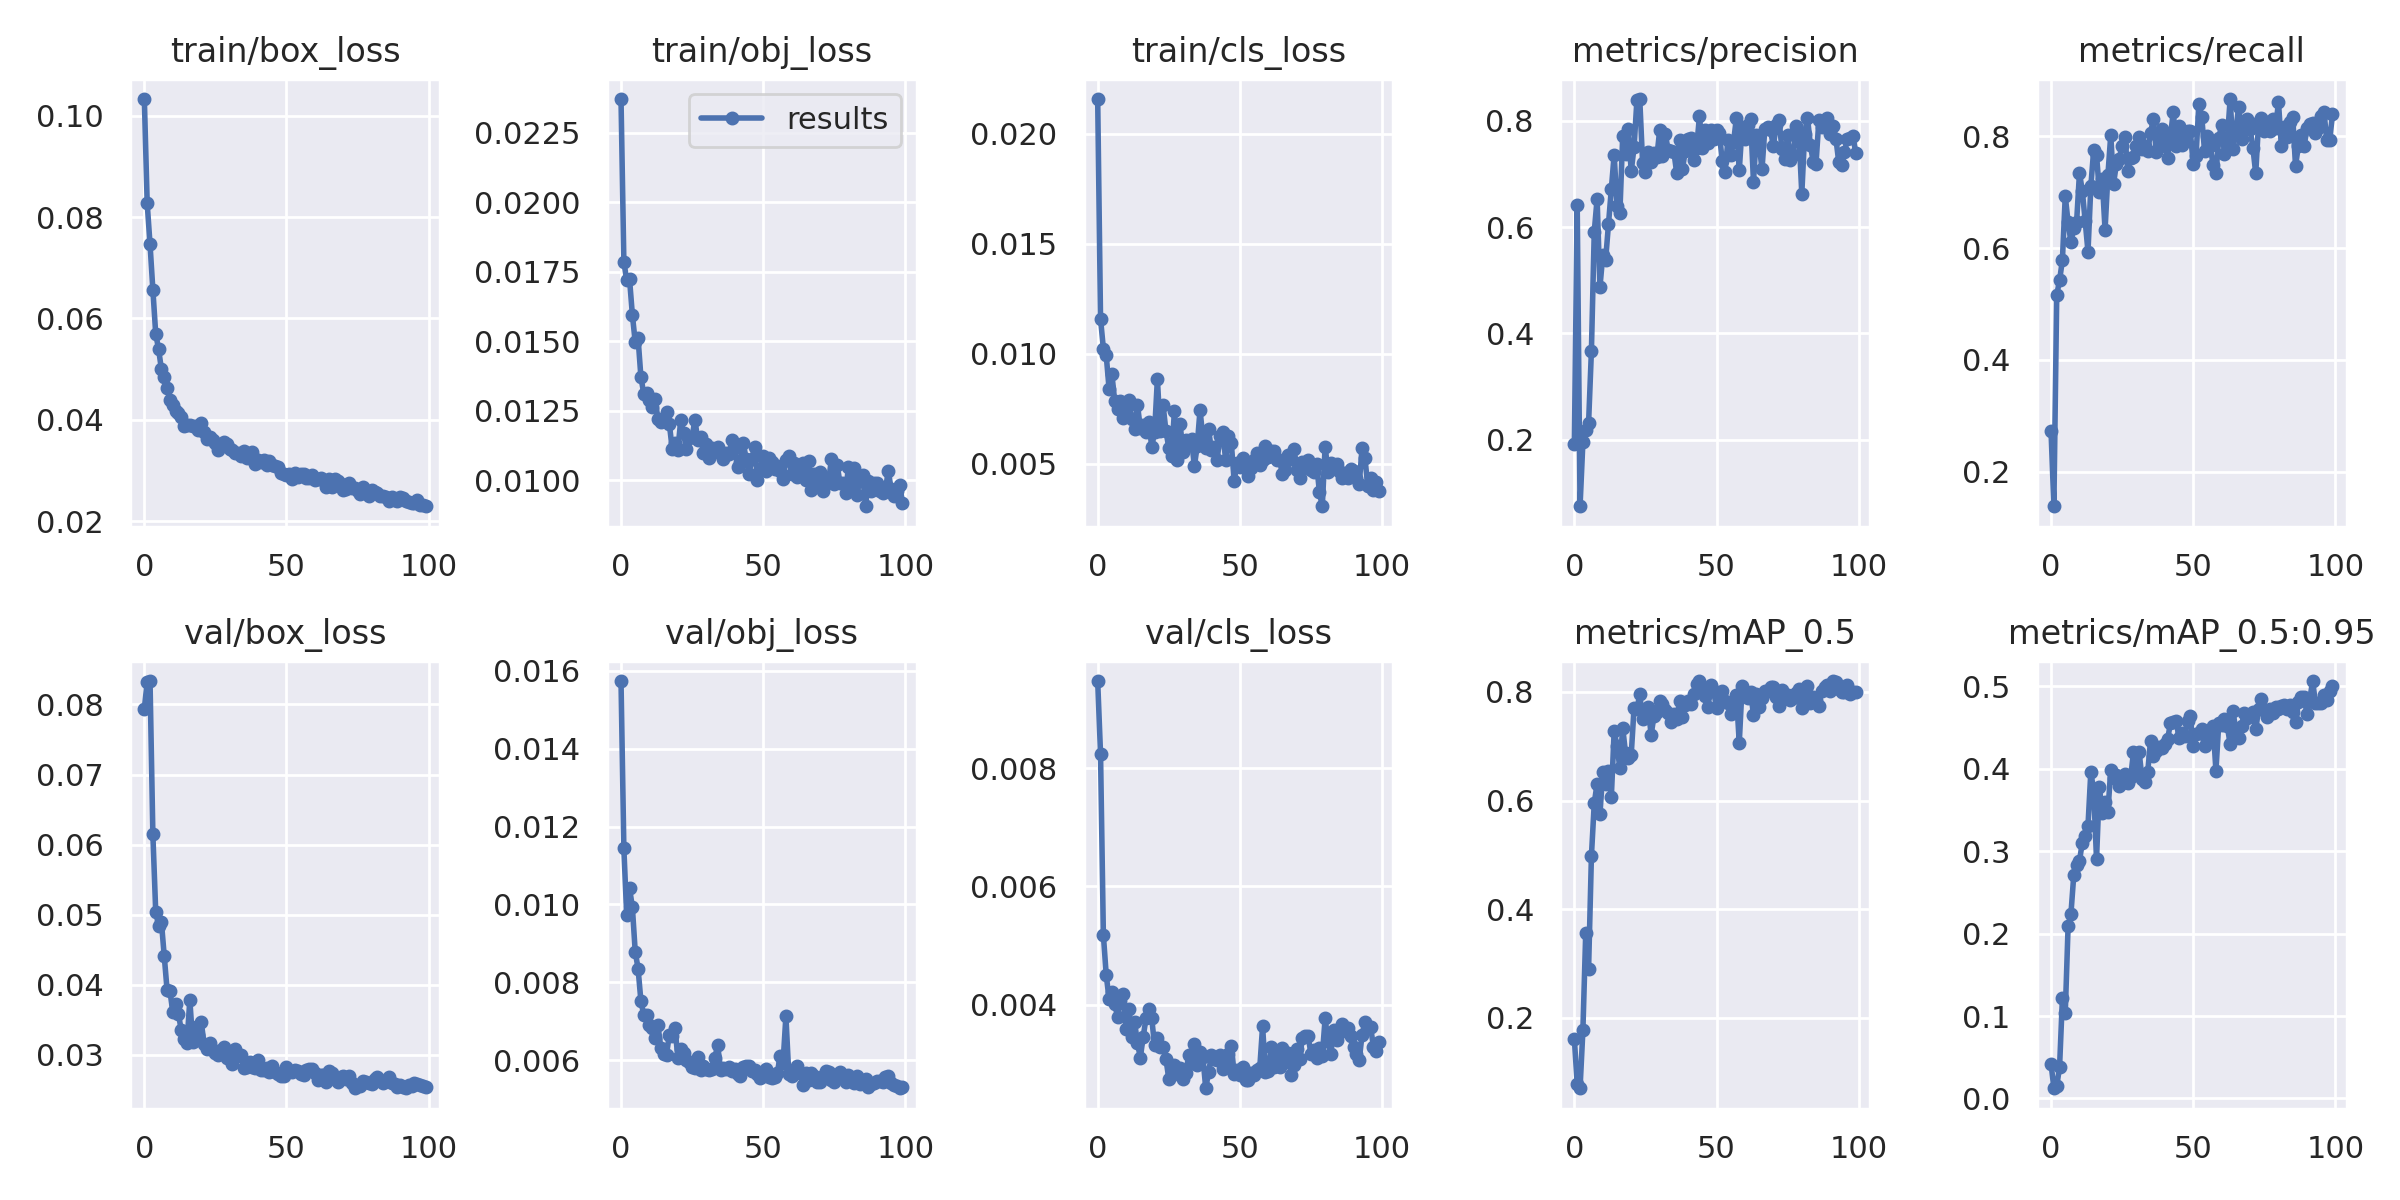 train/box_loss
0.10
0.08
0.06
0.04
0.02
0 50 100
train/obj_loss
results
0.0225
0.0200
0.0175
0.0150
0.0125
0.0100
0 50 100
train/cls_loss
0.020
0.015
0.010
0.005
0 50 100
metrics/precision
0.8
0.6
0.4
0.2
0 50 100
metrics/recall
0.8
0.6
0.4
0.2
0 50 100
val/box_loss
0.08
0.07
0.06
0.05
0.04
0.03
0 50 100
val/obj_loss
0.016
0.014
0.012
0.010
0.008
0.006
0 50 100
val/cls_loss
0.008
0.006
0.004
0 50 100
metrics/mAP_0.5
0.8
0.6
0.4
0.2
0 50 100
metrics/mAP_0.5:0.95
0.5
0.4
0.3
0.2
0.1
0.0
0 50 100